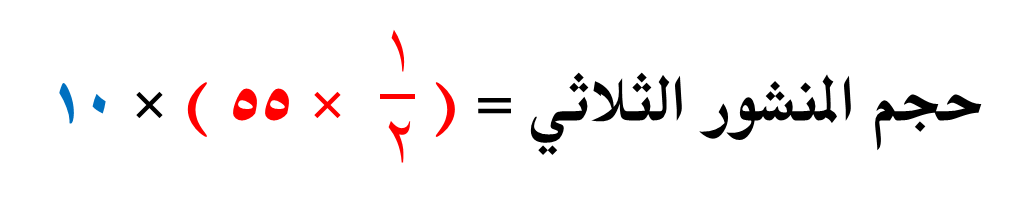 حجم المنشور الثلاثي = ( ١/٢ × ٥٥ ) × ١٠